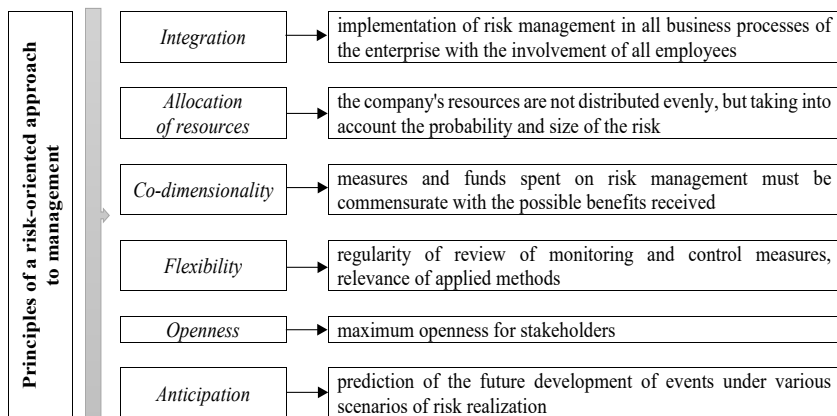 Principles of a risk-oriented approach
to management
Integration
implementation of risk management in all business processes of
the enterprise with the involvement of all employees
Allocation
of resources
the company's resources are not distributed evenly, but taking into
account the probability and size of the risk
Co-dimensionality
measures and funds spent on risk management must be
commensurate with the possible benefits received
Flexibility
regularity of review of monitoring and control measures,
relevance of applied methods
Openness
maximum openness for stakeholders
Anticipation
prediction of the future development of events under various
scenarios of risk realization